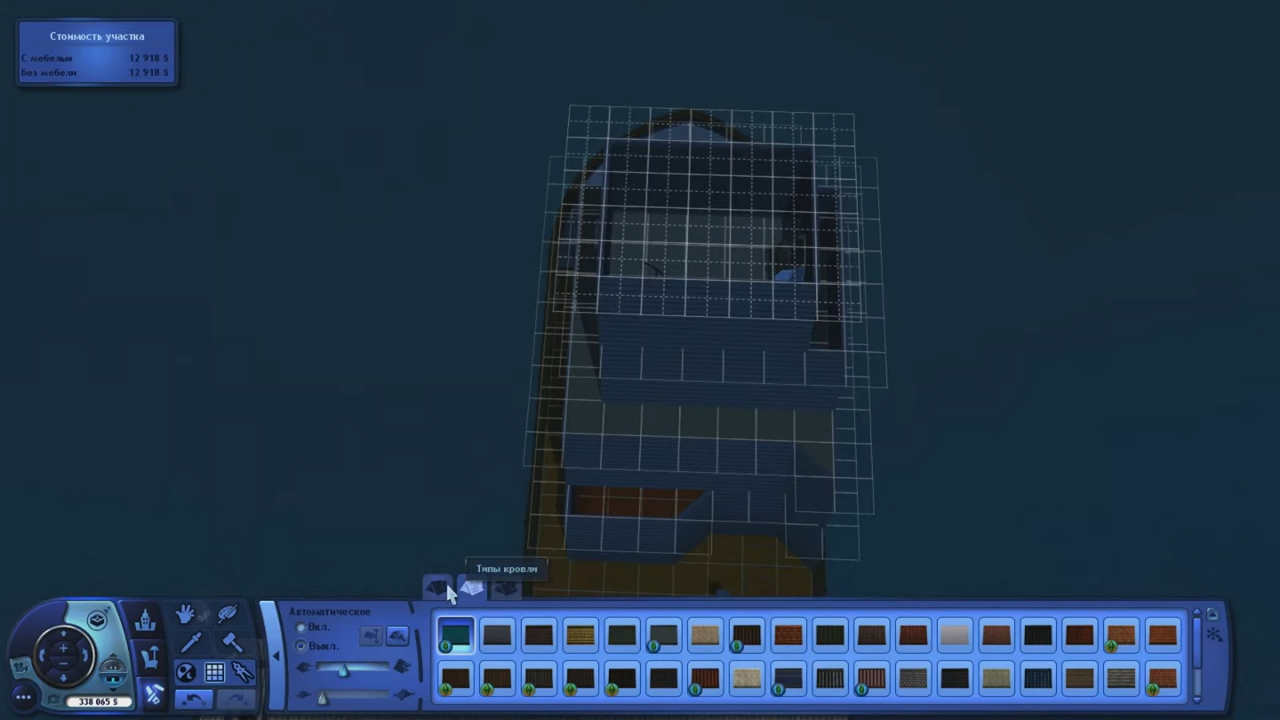 Стоимость участка
С мебелью 12 918 $
Без мебели 12 918 $
Типы кровли
Автоматическое
Вкл.
Выкл.
338 065 $